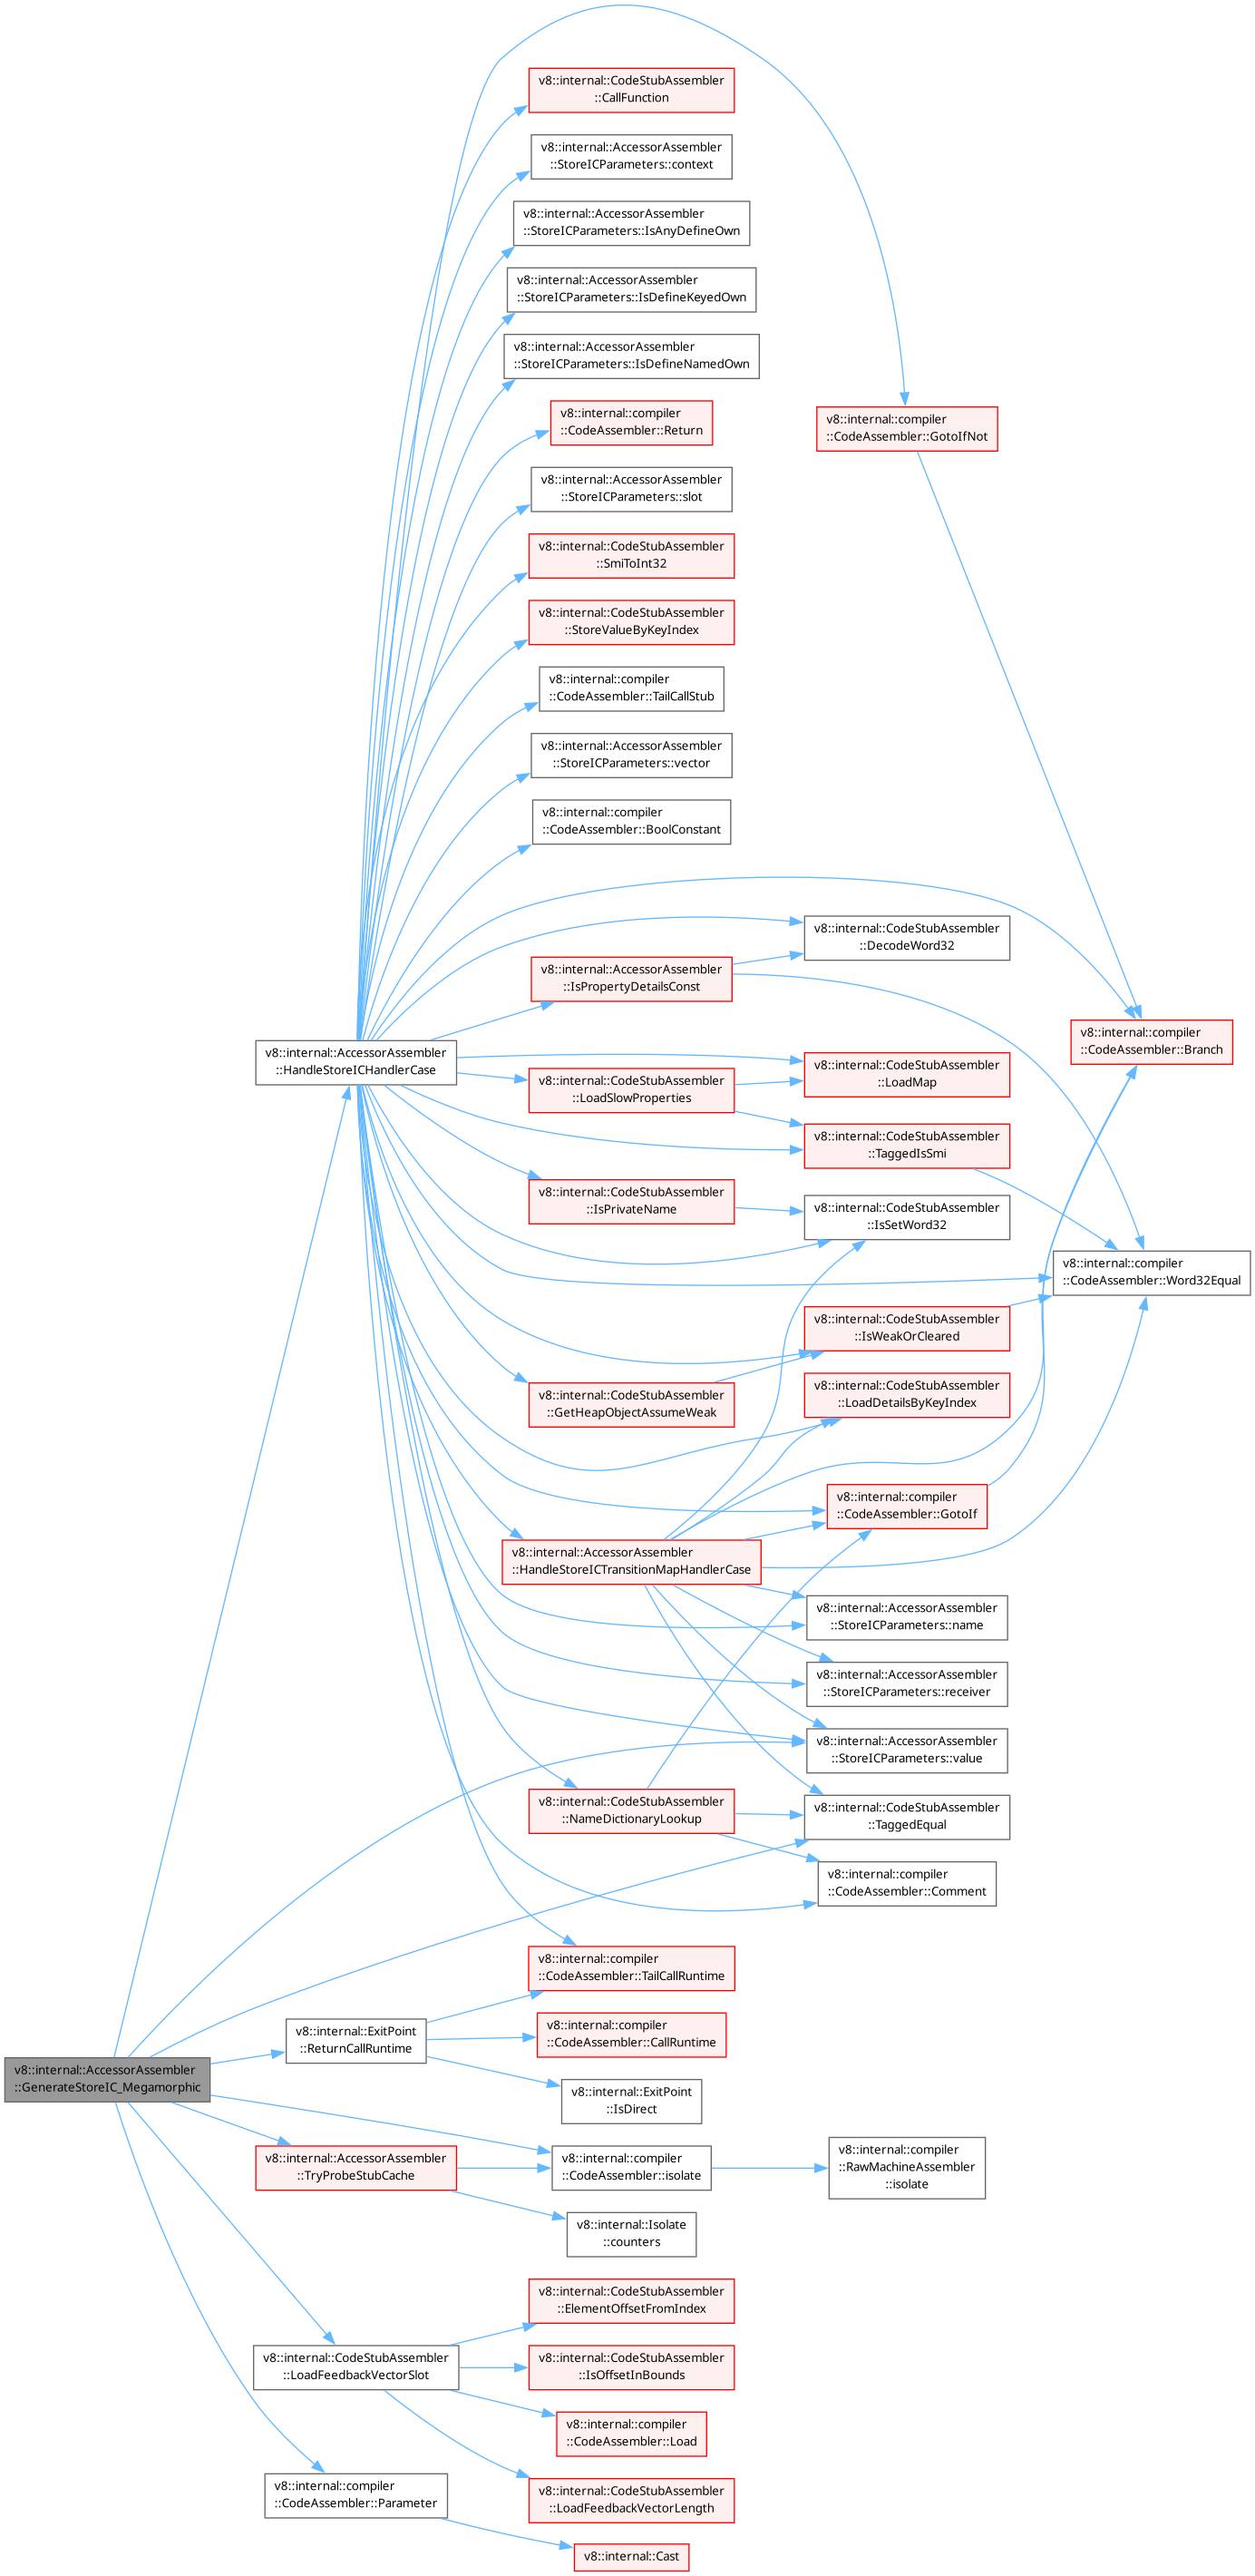 v8::internal::CodeStubAssembler
::CallFunction
v8::internal::AccessorAssembler
::StoreICParameters::context
v8::internal::AccessorAssembler
::StoreICParameters::IsAnyDefineOwn
v8::internal::AccessorAssembler
::StoreICParameters::IsDefineKeyedOwn
v8::internal::AccessorAssembler
::StoreICParameters::IsDefineNamedOwn
v8::internal::compiler
::CodeAssembler::Return
v8::internal::compiler
::CodeAssembler::GotoIfNot
v8::internal::AccessorAssembler
::StoreICParameters::slot
v8::internal::CodeStubAssembler
::SmiToInt32
v8::internal::CodeStubAssembler
::StoreValueByKeyIndex
v8::internal::compiler
::CodeAssembler::TailCallStub
v8::internal::AccessorAssembler
::StoreICParameters::vector
v8::internal::compiler
::CodeAssembler::BoolConstant
v8::internal::CodeStubAssembler
::DecodeWord32
v8::internal::AccessorAssembler
::IsPropertyDetailsConst
v8::internal::compiler
::CodeAssembler::Branch
v8::internal::AccessorAssembler
::HandleStoreICHandlerCase
v8::internal::CodeStubAssembler
::LoadMap
v8::internal::CodeStubAssembler
::LoadSlowProperties
v8::internal::CodeStubAssembler
::TaggedIsSmi
v8::internal::CodeStubAssembler
::IsPrivateName
v8::internal::CodeStubAssembler
::IsSetWord32
v8::internal::compiler
::CodeAssembler::Word32Equal
v8::internal::CodeStubAssembler
::IsWeakOrCleared
v8::internal::CodeStubAssembler
::GetHeapObjectAssumeWeak
v8::internal::CodeStubAssembler
::LoadDetailsByKeyIndex
v8::internal::compiler
::CodeAssembler::GotoIf
v8::internal::AccessorAssembler
::HandleStoreICTransitionMapHandlerCase
v8::internal::AccessorAssembler
::StoreICParameters::name
v8::internal::AccessorAssembler
::StoreICParameters::receiver
v8::internal::AccessorAssembler
::StoreICParameters::value
v8::internal::CodeStubAssembler
::NameDictionaryLookup
v8::internal::CodeStubAssembler
::TaggedEqual
v8::internal::compiler
::CodeAssembler::Comment
v8::internal::compiler
::CodeAssembler::TailCallRuntime
v8::internal::ExitPoint
::ReturnCallRuntime
v8::internal::compiler
::CodeAssembler::CallRuntime
v8::internal::AccessorAssembler
::GenerateStoreIC_Megamorphic
v8::internal::ExitPoint
::IsDirect
v8::internal::AccessorAssembler
::TryProbeStubCache
v8::internal::compiler
::CodeAssembler::isolate
v8::internal::compiler
::RawMachineAssembler
::isolate
v8::internal::Isolate
::counters
v8::internal::CodeStubAssembler
::ElementOffsetFromIndex
v8::internal::CodeStubAssembler
::LoadFeedbackVectorSlot
v8::internal::CodeStubAssembler
::IsOffsetInBounds
v8::internal::compiler
::CodeAssembler::Load
v8::internal::compiler
::CodeAssembler::Parameter
v8::internal::CodeStubAssembler
::LoadFeedbackVectorLength
v8::internal::Cast